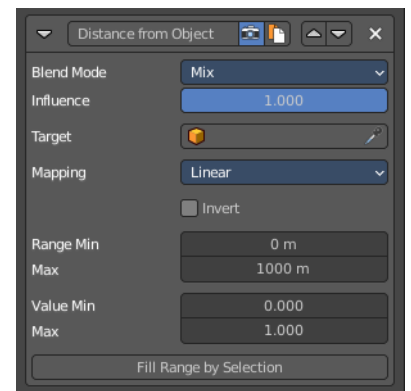 Distance from Object
Blend Mode Mix
Influence 1.000
Target
Mapping Linear
Invert
Range Min 0 m
Max 1000 m
Value Min 0.000
Max 1.000
Fill Range by Selection